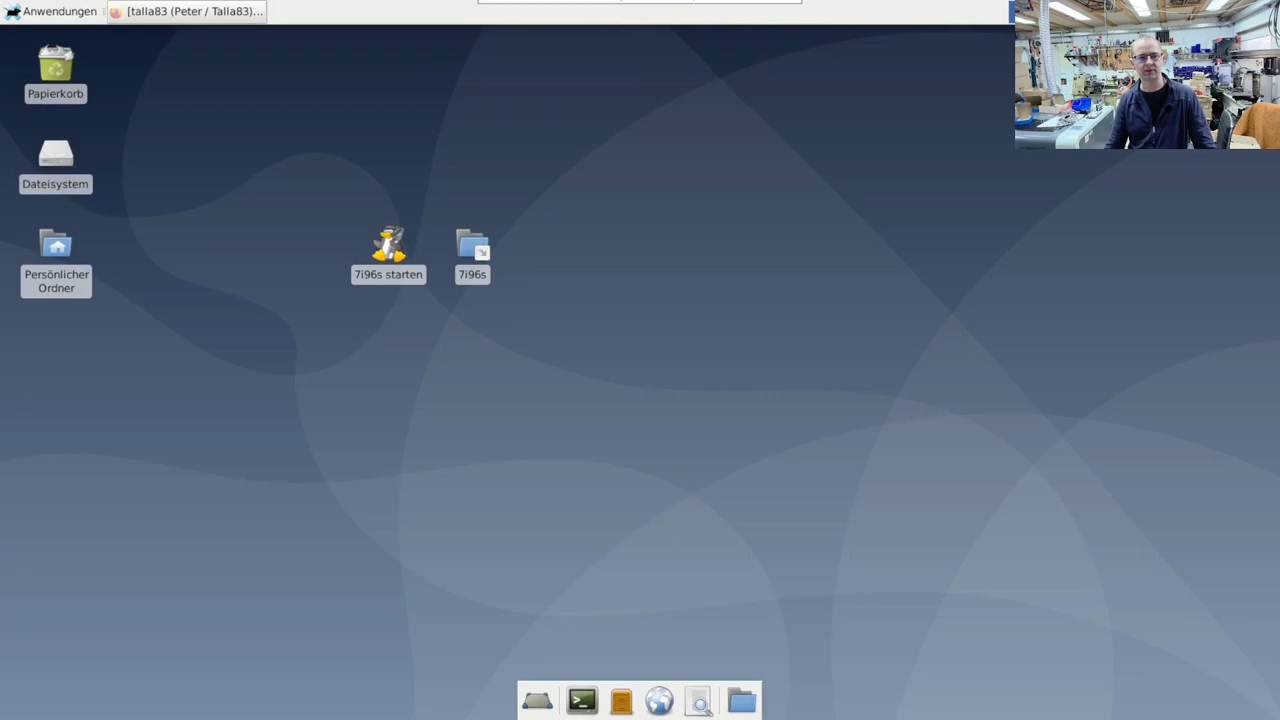 Anwendungen
[talla83 (Peter / Talla83)...
Papierkorb
Dateisystem
Persönlicher
Ordner
7i96s starten
7i96s